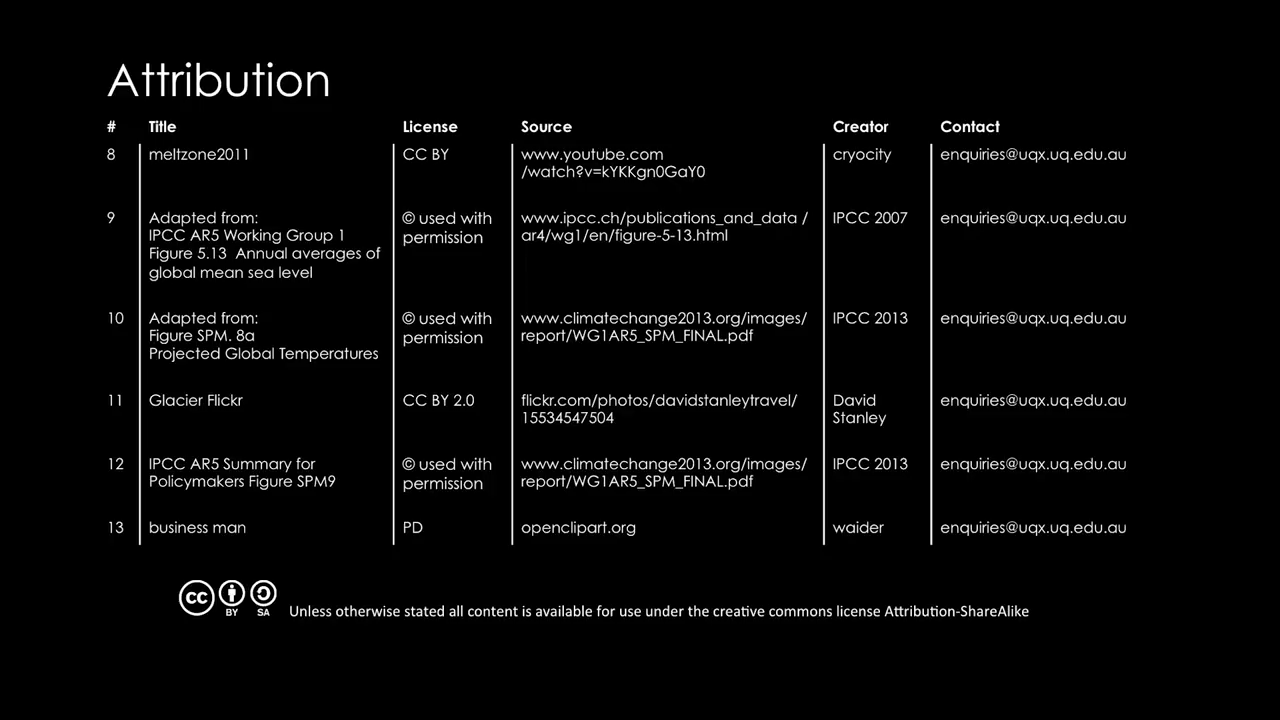 Attribution
# Title License Source Creator Contact
8 meltzone2011 CC BY www.youtube.com cryocity enquiries@uqx.uq.edu.au
/watch?v=kYKKgn0GaY0
9 Adapted from: © used with www.ipcc.ch/publications_and_data / IPCC 2007 enquiries@uqx.uq.edu.au
IPCC AR5 Working Group 1 permission ar4/wg1/en/figure-5-13.html
Figure 5.13 Annual averages of
global mean sea level
10 Adapted from: © used with www.climatechange2013.org/images/ IPCC 2013 enquiries@uqx.uq.edu.au
Figure SPM. 8a permission report/WG1AR5_SPM_FINAL.pdf
Projected Global Temperatures
11 Glacier Flickr CC BY 2.0 flickr.com/photos/davidstanleytravel/ David enquiries@uqx.uq.edu.au
15534547504 Stanley
12 IPCC AR5 Summary for © used with www.climatechange2013.org/images/ IPCC 2013 enquiries@uqx.uq.edu.au
Policymakers Figure SPM9 permission report/WG1AR5_SPM_FINAL.pdf
13 business man PD openclipart.org waider enquiries@uqx.uq.edu.au
cc BY SA Unless otherwise stated all content is available for use under the creative commons license Attribution-ShareAlike